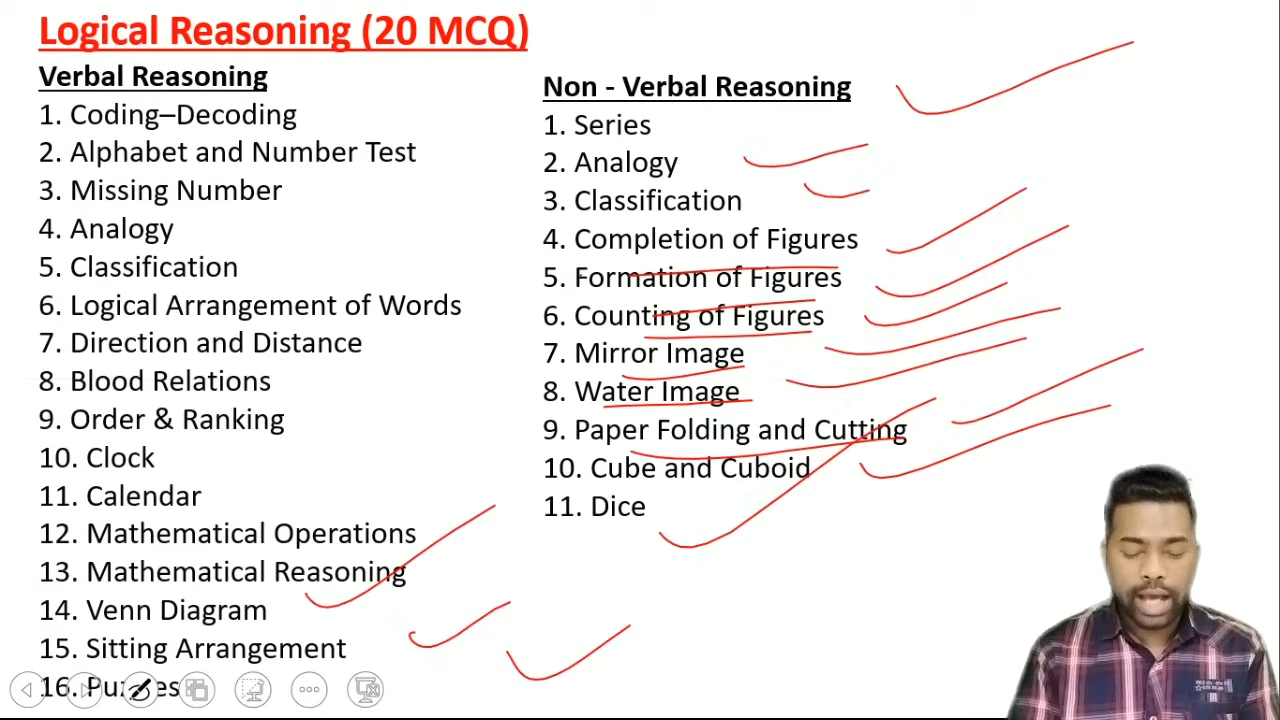 Logical Reasoning (20 MCQ)
Verbal Reasoning
1. Coding–Decoding
2. Alphabet and Number Test
3. Missing Number
4. Analogy
5. Classification
6. Logical Arrangement of Words
7. Direction and Distance
8. Blood Relations
9. Order & Ranking
10. Clock
11. Calendar
12. Mathematical Operations
13. Mathematical Reasoning
14. Venn Diagram
15. Sitting Arrangement
16.
Non - Verbal Reasoning
1. Series
2. Analogy
3. Classification
4. Completion of Figures
5. Formation of Figures
6. Counting of Figures
7. Mirror Image
8. Water Image
9. Paper Folding and Cutting
10. Cube and Cuboid
11. Dice